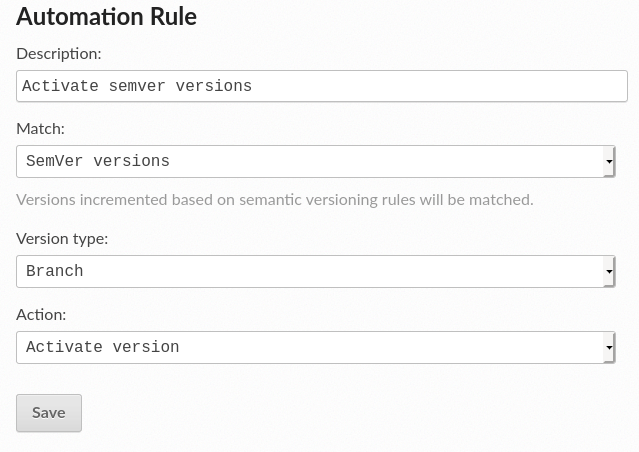 Automation Rule
Description:
Activate semver versions
Match:
SemVer versions
Versions incremented based on semantic versioning rules will be matched.
Version type:
Branch
Action:
Activate version
Save